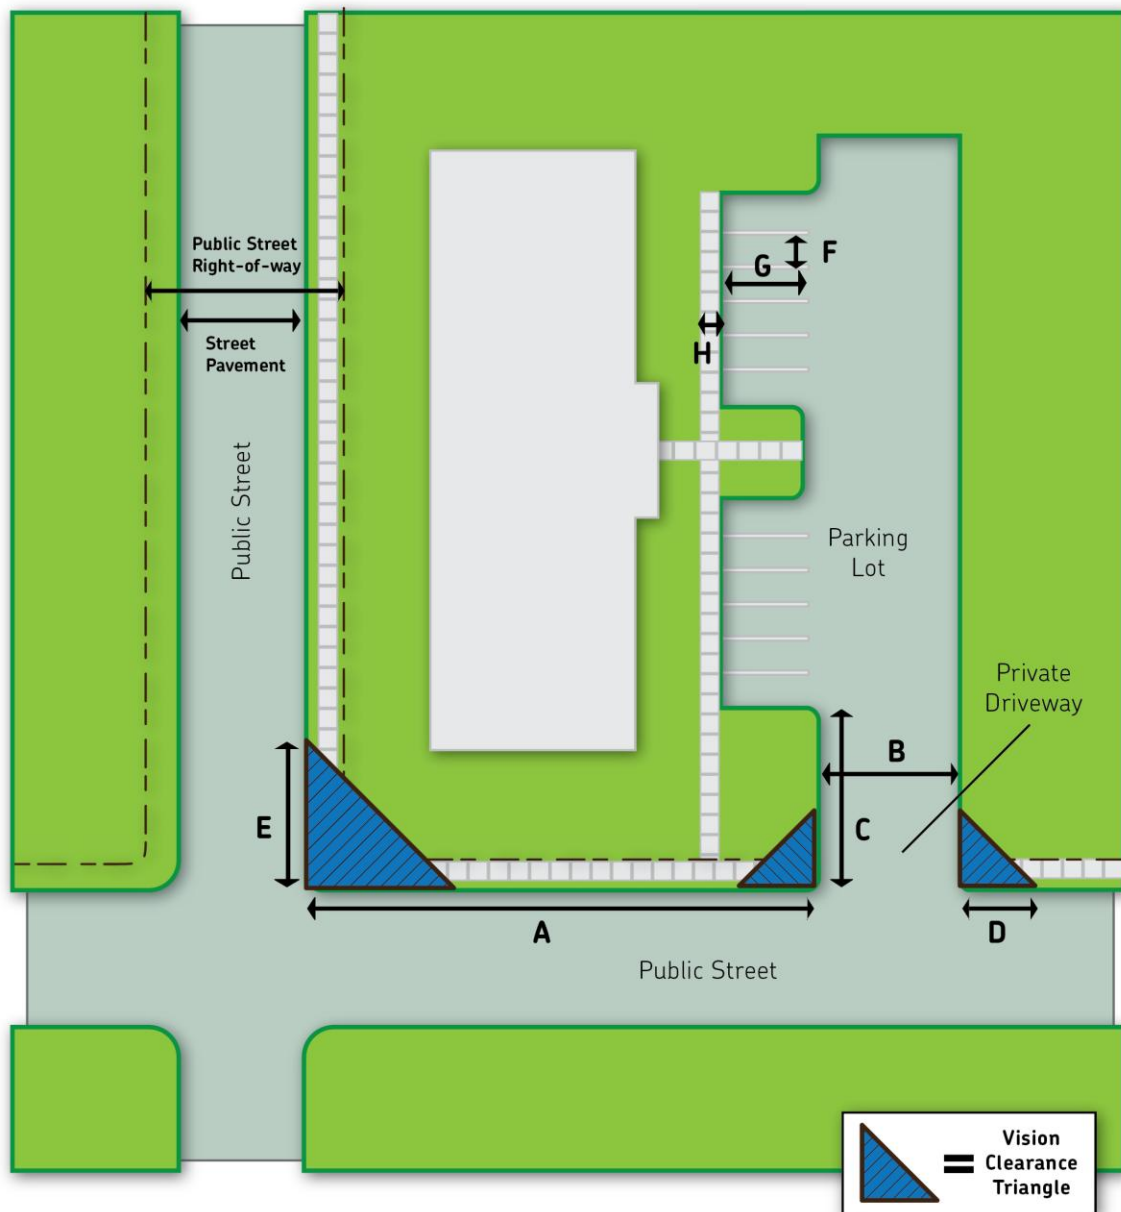 Public Street
Right-of-way
Street
Pavement
Public Street
F
G
H
Parking
Lot
Private
Driveway
B
C
E
A
D
Public Street
Vision
Clearance
Triangle
=